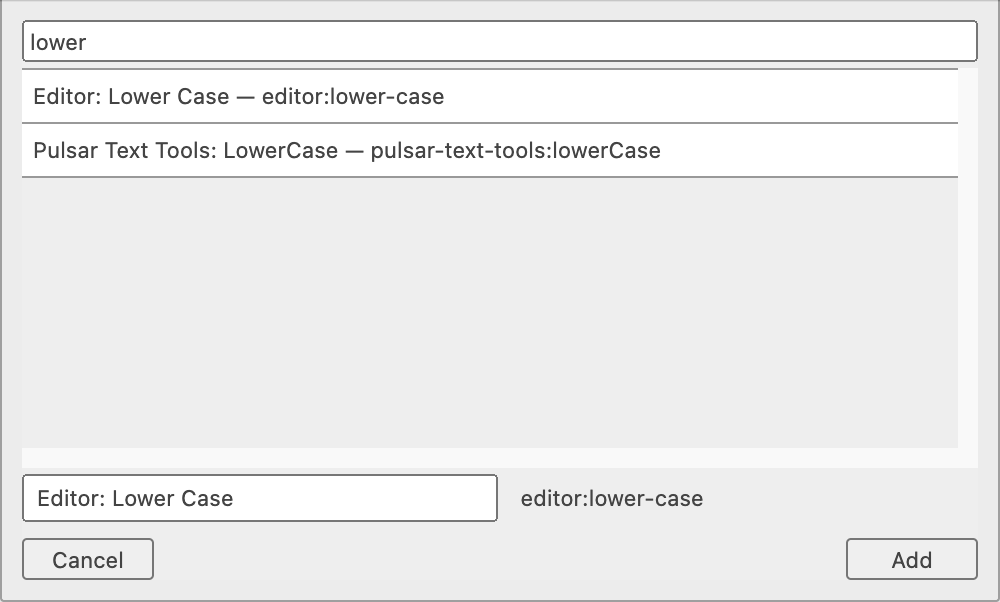 lower
Editor: Lower Case — editor:lower-case
Pulsar Text Tools: LowerCase — pulsar-text-tools:lowerCase
Editor: Lower Case editor:lower-case
Cancel Add